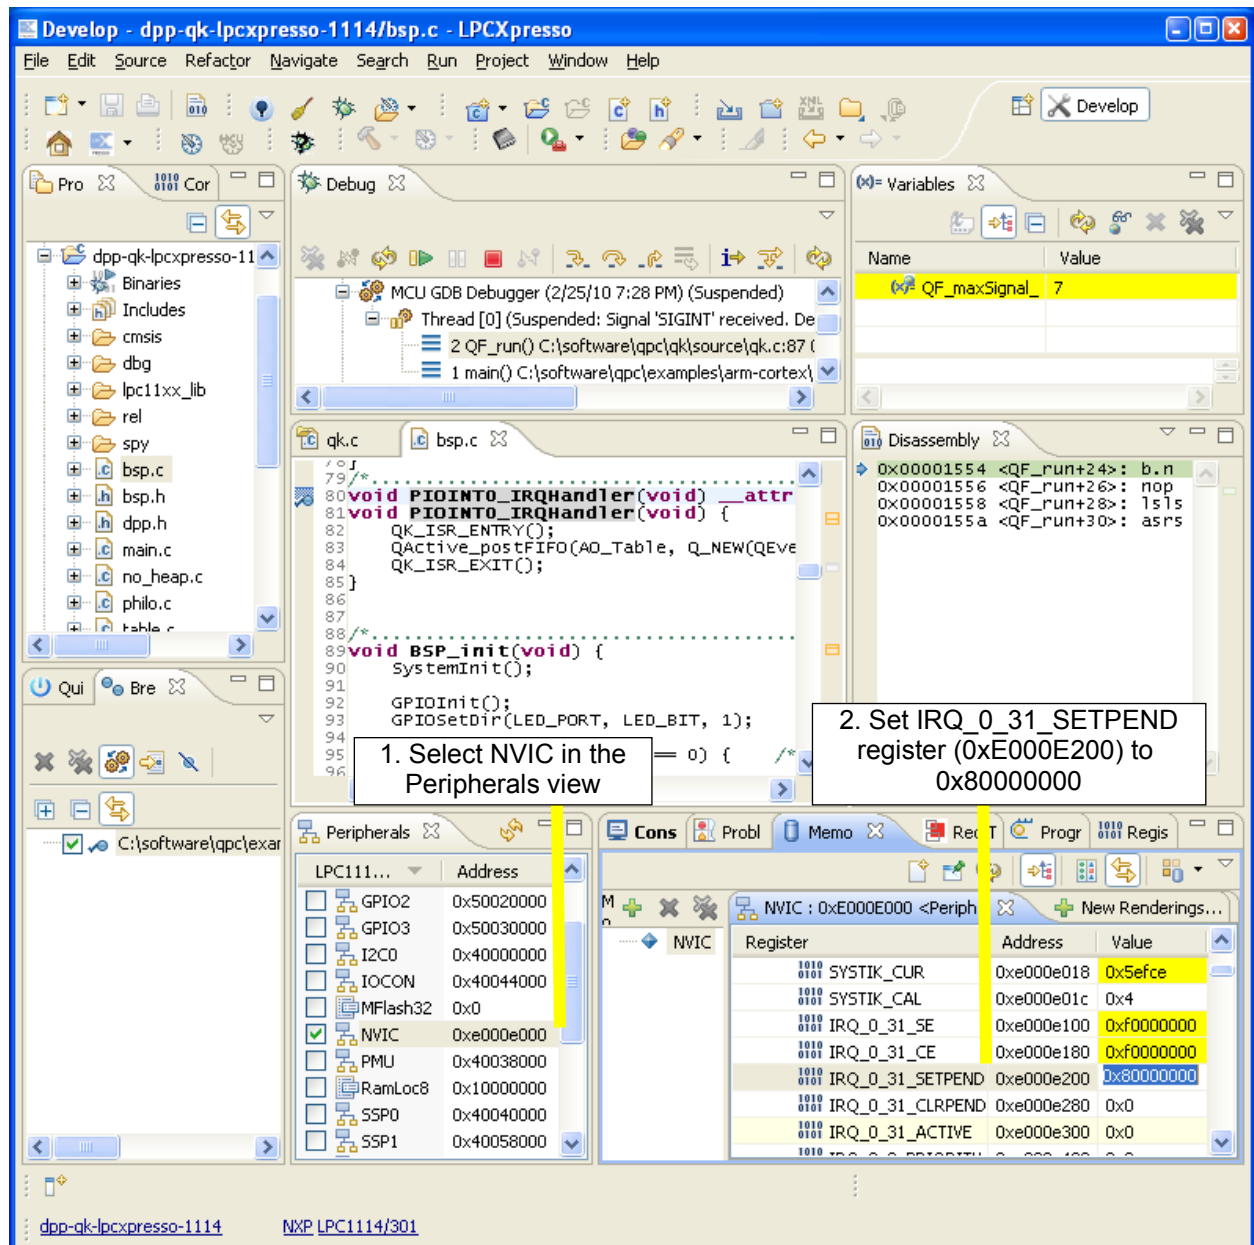 Develop - dpp-qk-lpcxpresso-1114/bsp.c - LPCXpresso
File Edit Source Refactor Navigate Search Run Project Window Help
Develop
Pro
Cor
Debug
Variables
dpp-qk-lpcxpresso-11
Binaries
Includes
cmsis
dbg
lpc11xx_lib
rel
spy
bsp.c
bsp.h
dpp.h
main.c
no_heap.c
philo.c
table.c
MCU GDB Debugger (2/25/10 7:28 PM) (Suspended)
Thread [0] (Suspended: Signal 'SIGINT' received. De
2 QF_run() C:\software\qpc\qk\source\qk.c:87
1 main() C:\software\qpc\examples\arm-cortex\
Name Value
QF_maxSignal_ 7
qk.c
bsp.c
78 }
79 /*......................................
80 void PIOINT0_IRQHandler(void) __attr
81 void PIOINT0_IRQHandler(void) {
82 QK_ISR_ENTRY();
83 QActive_postFIFO(AO_Table, Q_NEW(QEve
84 QK_ISR_EXIT();
85 }
86
87
88 /*......................................
89 void BSP_init(void) {
90 SystemInit();
91
92 GPIOInit();
93 GPIOSetDir(LED_PORT, LED_BIT, 1);
94
95 == 0) { /*
96
Disassembly
0x00001554 <QF_run+24>: b.n
0x00001556 <QF_run+26>: nop
0x00001558 <QF_run+28>: lsls
0x0000155a <QF_run+30>: asrs
1. Select NVIC in the
Peripherals view
2. Set IRQ_0_31_SETPEND
register (0xE000E200) to
0x80000000
Qui
Bre
C:\software\qpc\exar
Peripherals
LPC111... Address
GPIO2 0x50020000
GPIO3 0x50030000
I2C0 0x40000000
IOCON 0x40044000
MFlash32 0x0
NVIC 0xe000e000
PMU 0x40038000
RamLoc8 0x10000000
SSP0 0x40040000
SSP1 0x40058000
Cons
Probl
Memo
Red T
Progr
Regis
M
NVIC : 0xE000E000 <Periph
New Renderings...
NVIC
Register Address Value
SYSTIK_CUR 0xe000e018 0x5efce
SYSTIK_CAL 0xe000e01c 0x4
IRQ_0_31_SE 0xe000e100 0xf0000000
IRQ_0_31_CE 0xe000e180 0xf0000000
IRQ_0_31_SETPEND 0xe000e200 0x80000000
IRQ_0_31_CLRPEND 0xe000e280 0x0
IRQ_0_31_ACTIVE 0xe000e300 0x0
dpp-qk-lpcxpresso-1114
NXP LPC1114/301